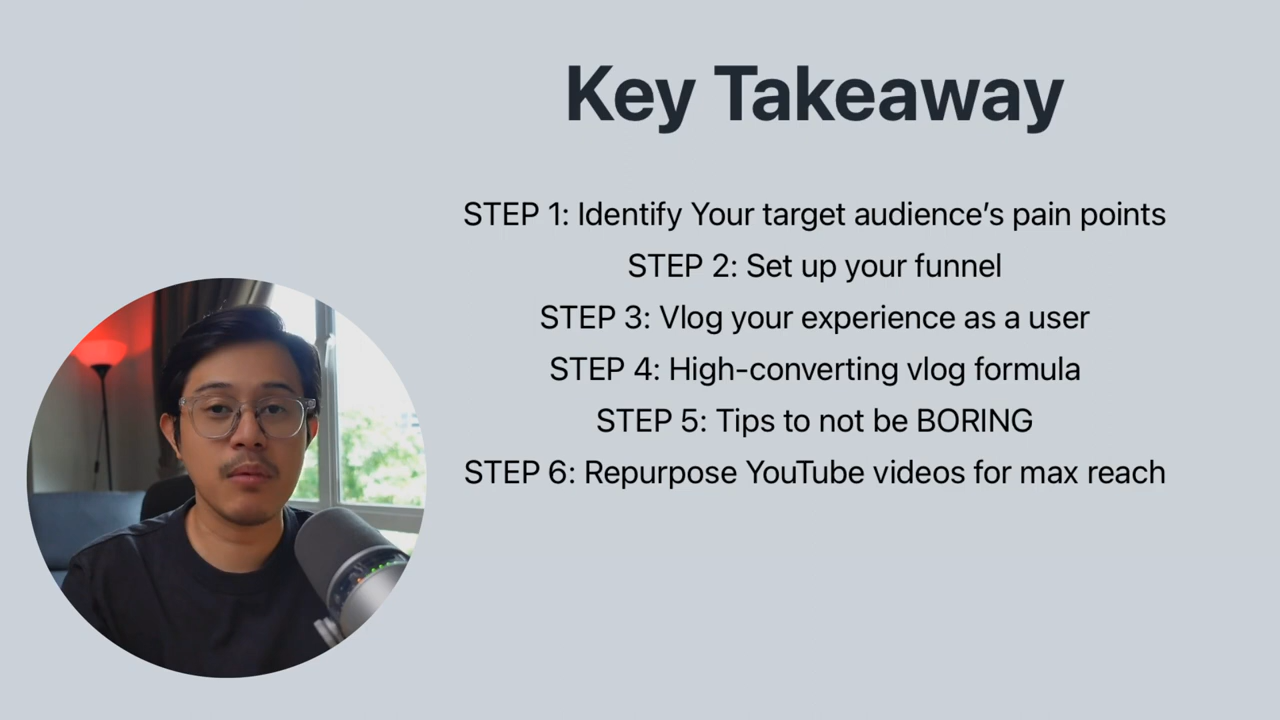 Key Takeaway
STEP 1: Identify Your target audience’s pain points
STEP 2: Set up your funnel
STEP 3: Vlog your experience as a user
STEP 4: High-converting vlog formula
STEP 5: Tips to not be BORING
STEP 6: Repurpose YouTube videos for max reach